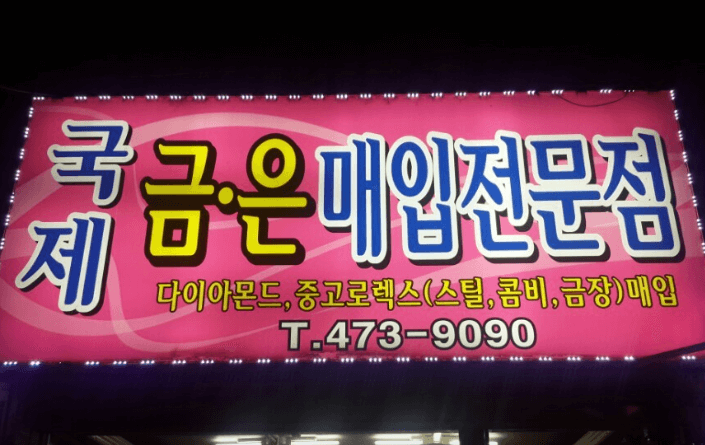 국제 금·은 매입전문점
다이아몬드, 중고로렉스(스틸, 콤비, 금장)매입
T.473-9090